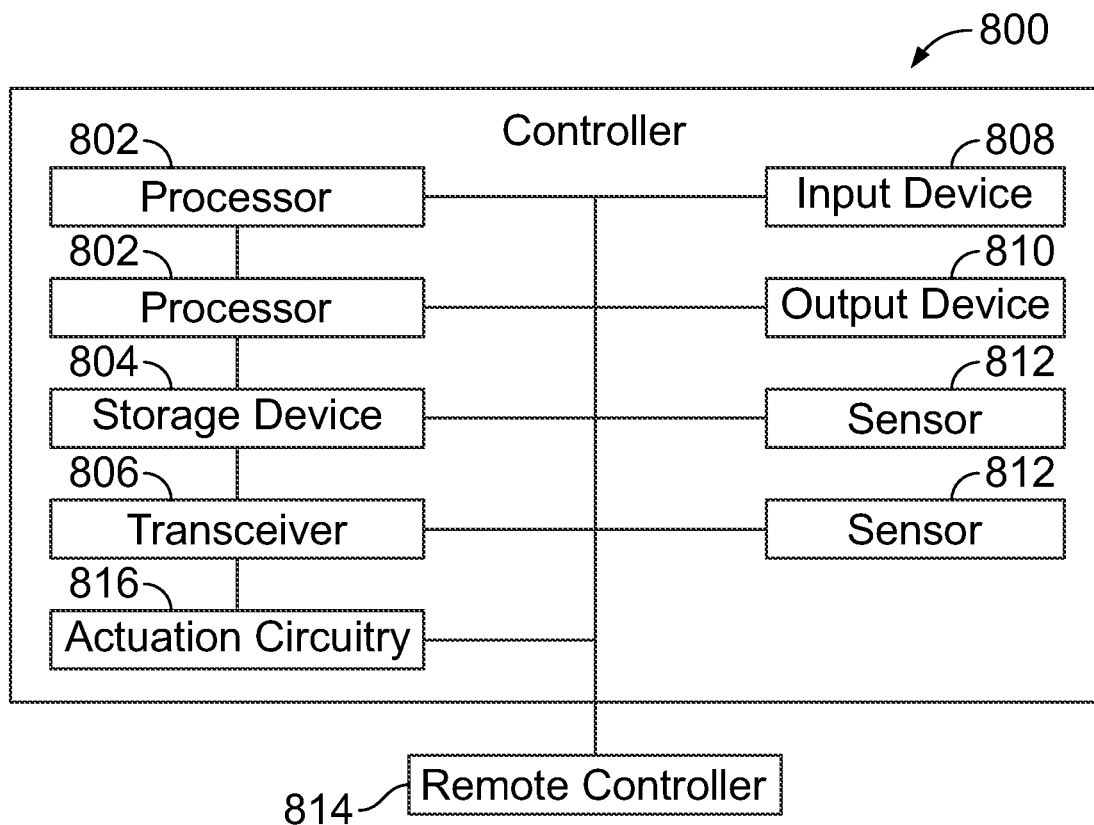 800
Controller
802
Processor
808
Input Device
802
Processor
810
Output Device
804
Storage Device
812
Sensor
806
Transceiver
812
Sensor
816
Actuation Circuitry
Remote Controller
814